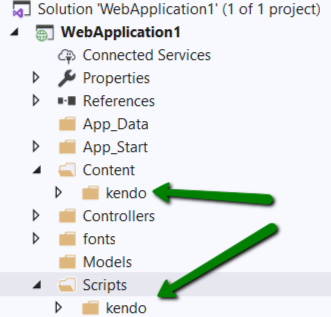 Solution 'WebApplication1' (1 of 1 project)
WebApplication1
Connected Services
Properties
References
App_Data
App_Start
Content
kendo
Controllers
fonts
Models
Scripts
kendo